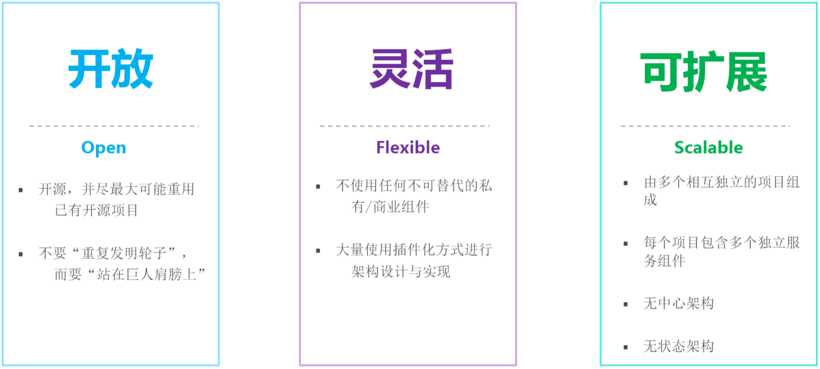 开放
Open
▪ 开源，并尽最大可能重用
已有开源项目
▪ 不要“重复发明轮子”，
而要“站在巨人肩膀上”
灵活
Flexible
▪ 不使用任何不可替代的私
有/商业组件
▪ 大量使用插件化方式进行
架构设计与实现
可扩展
Scalable
▪ 由多个相互独立的项目组
成
▪ 每个项目包含多个独立服
务组件
▪ 无中心架构
▪ 无状态架构